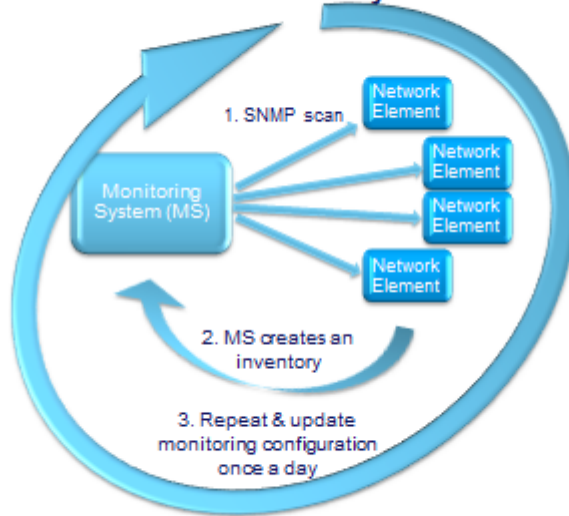 Network
Element
1. SNMP scan
Network
Element
Monitoring
System (MS)
Network
Element
Network
Element
2. MS creates an
inventory
3. Repeat & update
monitoring configuration
once a day